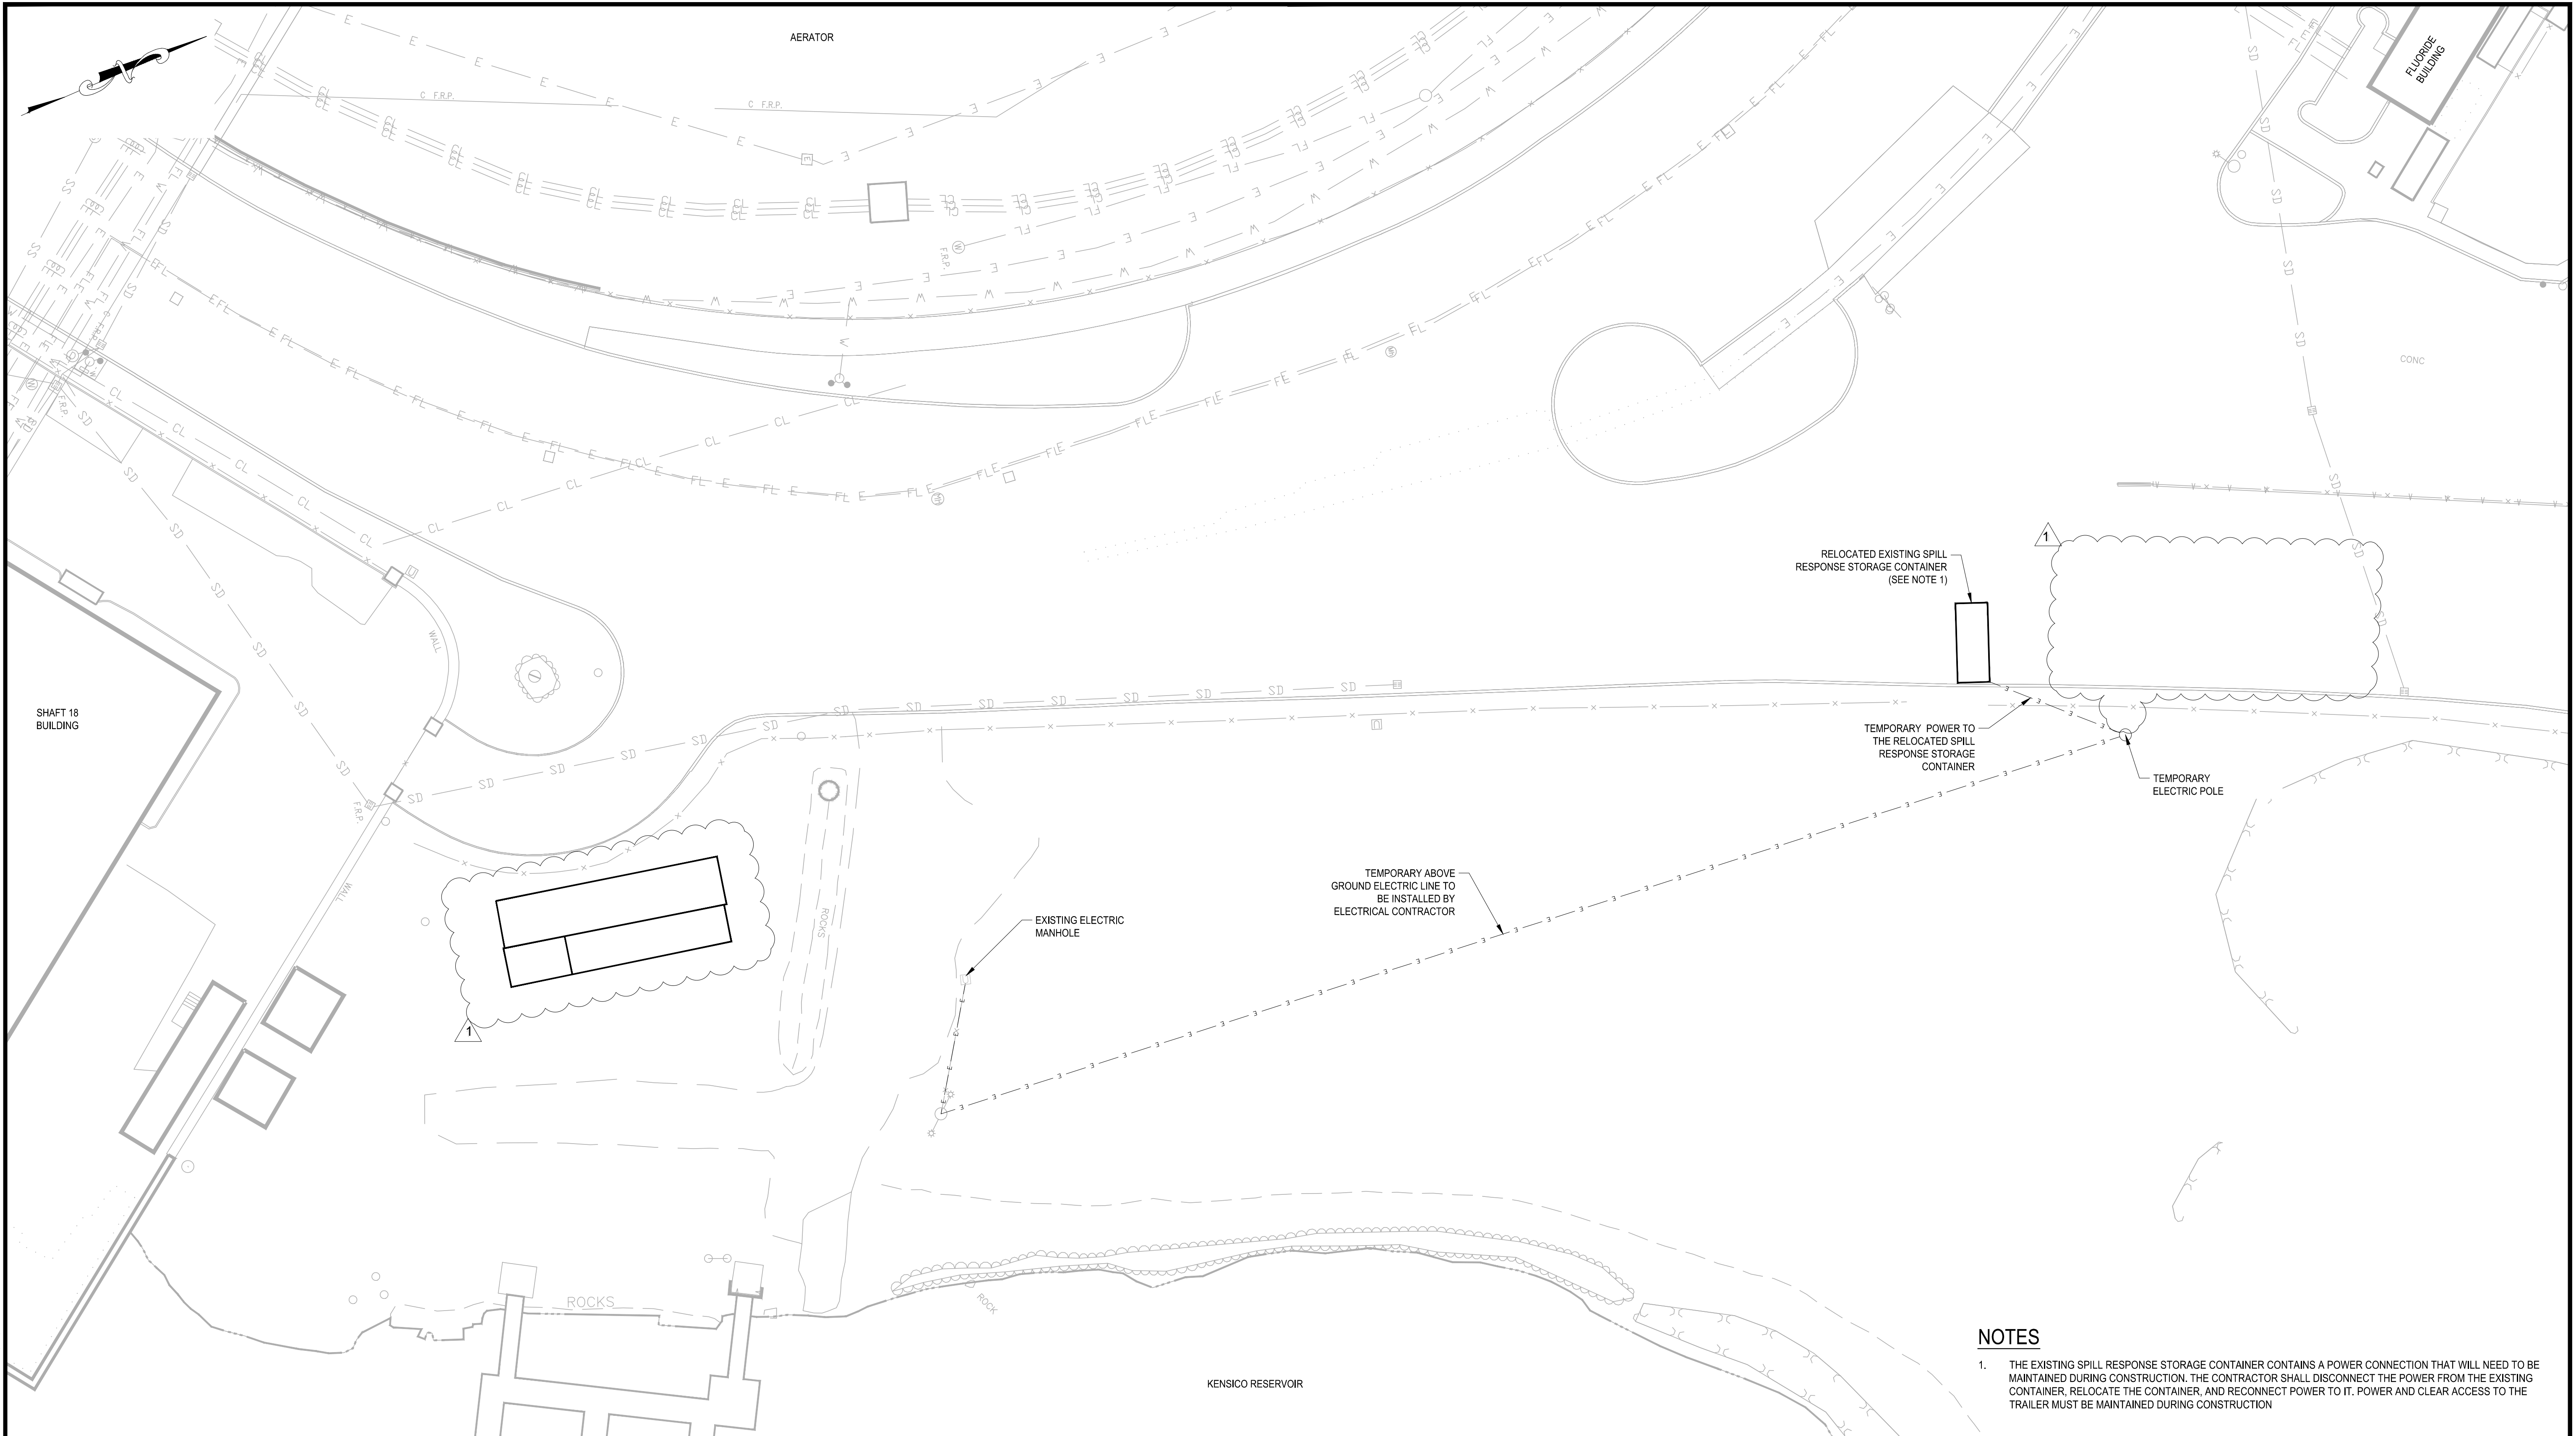 AERATOR
FLUORIDE
BUILDING
C F.R.P.
C F.R.P.
F.R.P.
CONC
RELOCATED EXISTING SPILL
RESPONSE STORAGE CONTAINER
(SEE NOTE 1)
1
WALL
SHAFT 18
BUILDING
TEMPORARY POWER TO
THE RELOCATED SPILL
RESPONSE STORAGE
CONTAINER
TEMPORARY
ELECTRIC POLE
F.R.P.
WALL
ROCKS
TEMPORARY ABOVE
GROUND ELECTRIC LINE TO
BE INSTALLED BY
ELECTRICAL CONTRACTOR
EXISTING ELECTRIC
MANHOLE
1
ROCKS
ROCK
KENSICO RESERVOIR
NOTES
1. THE EXISTING SPILL RESPONSE STORAGE CONTAINER CONTAINS A POWER CONNECTION THAT WILL NEED TO BE
MAINTAINED DURING CONSTRUCTION. THE CONTRACTOR SHALL DISCONNECT THE POWER FROM THE EXISTING
CONTAINER, RELOCATE THE CONTAINER, AND RECONNECT POWER TO IT. POWER AND CLEAR ACCESS TO THE
TRAILER MUST BE MAINTAINED DURING CONSTRUCTION